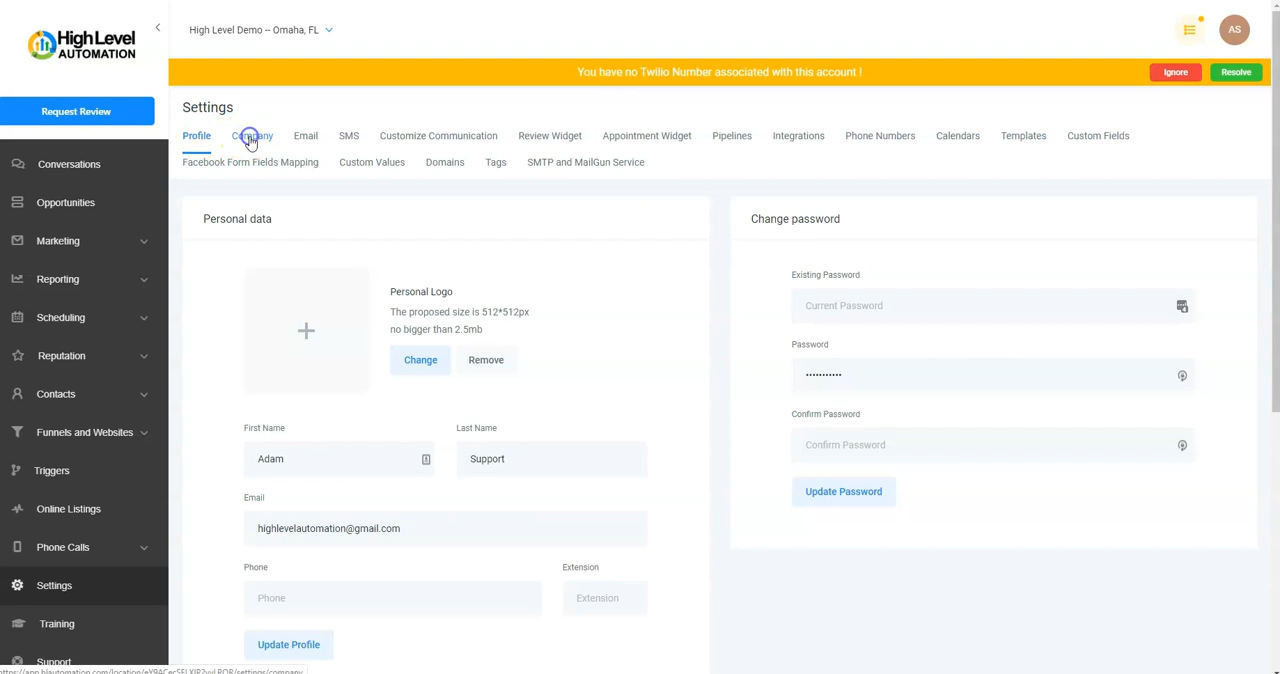 High Level
AUTOMATION
High Level Demo -- Omaha, FL
AS
You have no Twilio Number associated with this account !
Ignore
Resolve
Request Review
Settings
Profile
Company
Email
SMS
Customize Communication
Review Widget
Appointment Widget
Pipelines
Integrations
Phone Numbers
Calendars
Templates
Custom Fields
Facebook Form Fields Mapping
Custom Values
Domains
Tags
SMTP and MailGun Service
Conversations
Opportunities
Marketing
Reporting
Scheduling
Reputation
Contacts
Funnels and Websites
Triggers
Online Listings
Phone Calls
Settings
Training
Support
Personal data
Personal Logo
The proposed size is 512*512px
no bigger than 2.5mb
Change
Remove
First Name
Last Name
Adam
Support
Email
highlevelautomation@gmail.com
Phone
Extension
Phone
Extension
Update Profile
Change password
Existing Password
Current Password
Password
•••••••••••
Confirm Password
Confirm Password
Update Password